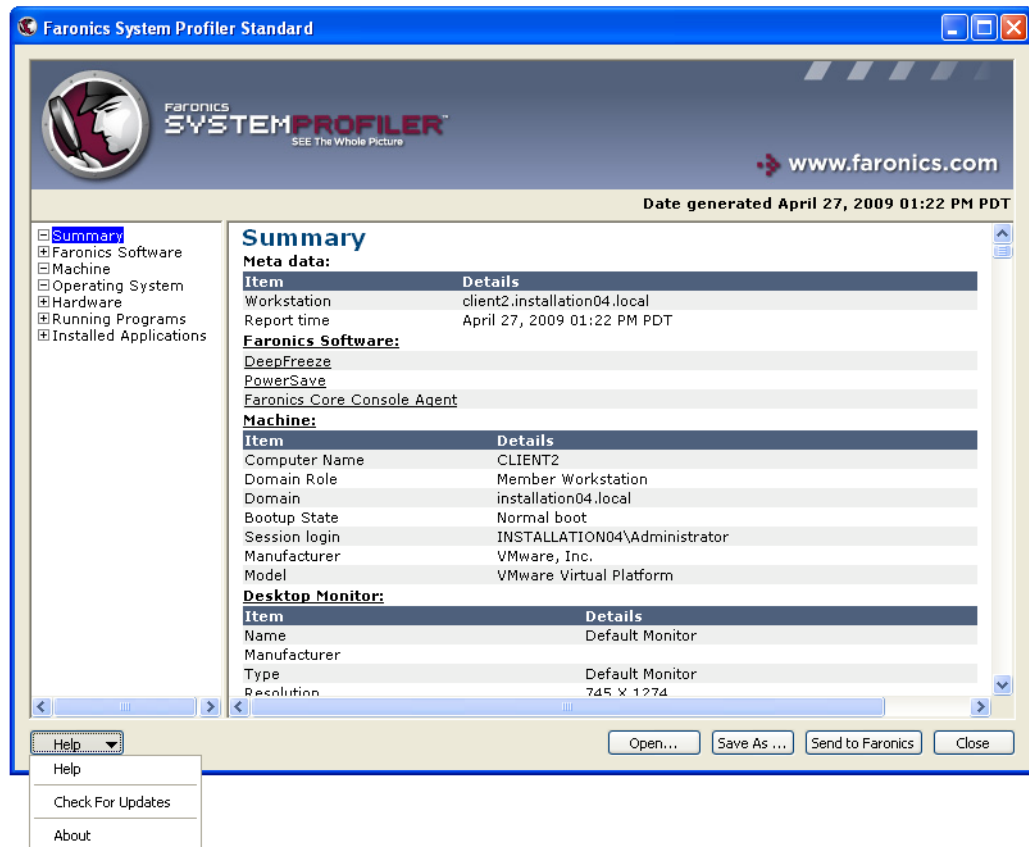 Faronics System Profiler Standard
Faronics
SYSTEMPROFILER™
SEE The Whole Picture
www.faronics.com
Date generated April 27, 2009 01:22 PM PDT
Summary
Faronics Software
Machine
Operating System
Hardware
Running Programs
Installed Applications
Summary
Meta data:
Item Details
Workstation client2.installation04.local
Report time April 27, 2009 01:22 PM PDT
Faronics Software:
DeepFreeze
PowerSave
Faronics Core Console Agent
Machine:
Item Details
Computer Name CLIENT2
Domain Role Member Workstation
Domain installation04.local
Bootup State Normal boot
Session login INSTALLATION04\Administrator
Manufacturer VMware, Inc.
Model VMware Virtual Platform
Desktop Monitor:
Item Details
Name Default Monitor
Manufacturer
Type Default Monitor
Resolution 745 X 1274
Help Open... Save As ... Send to Faronics Close
Help
Check For Updates
About